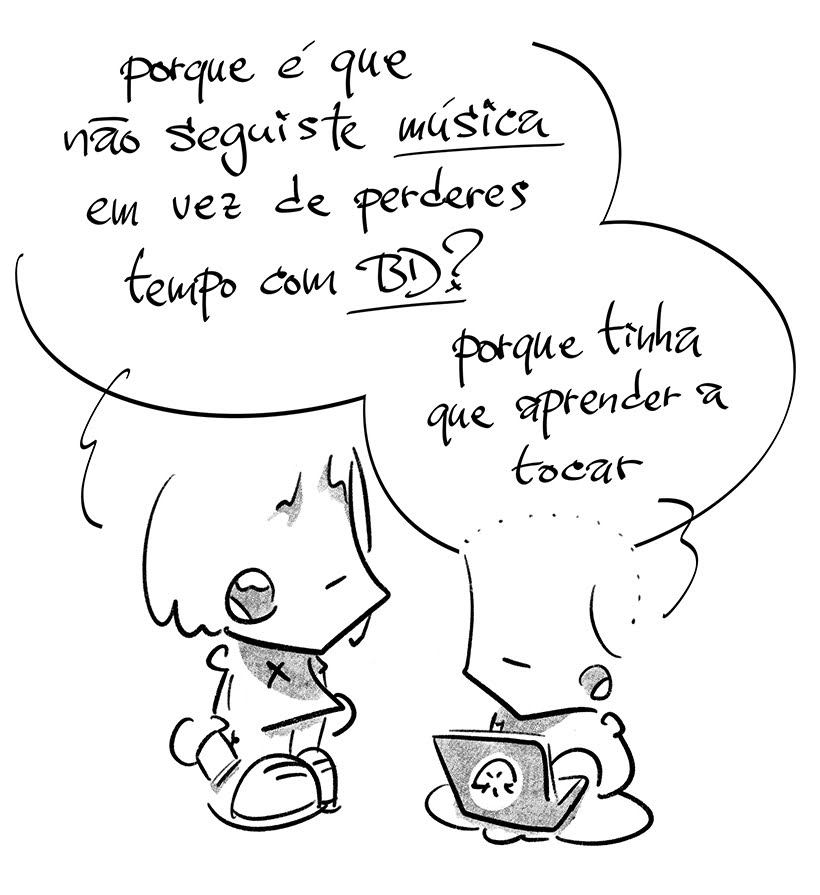 porque é que
não seguiste música
em vez de perderes
tempo com BD?
porque tinha
que aprender a
tocar